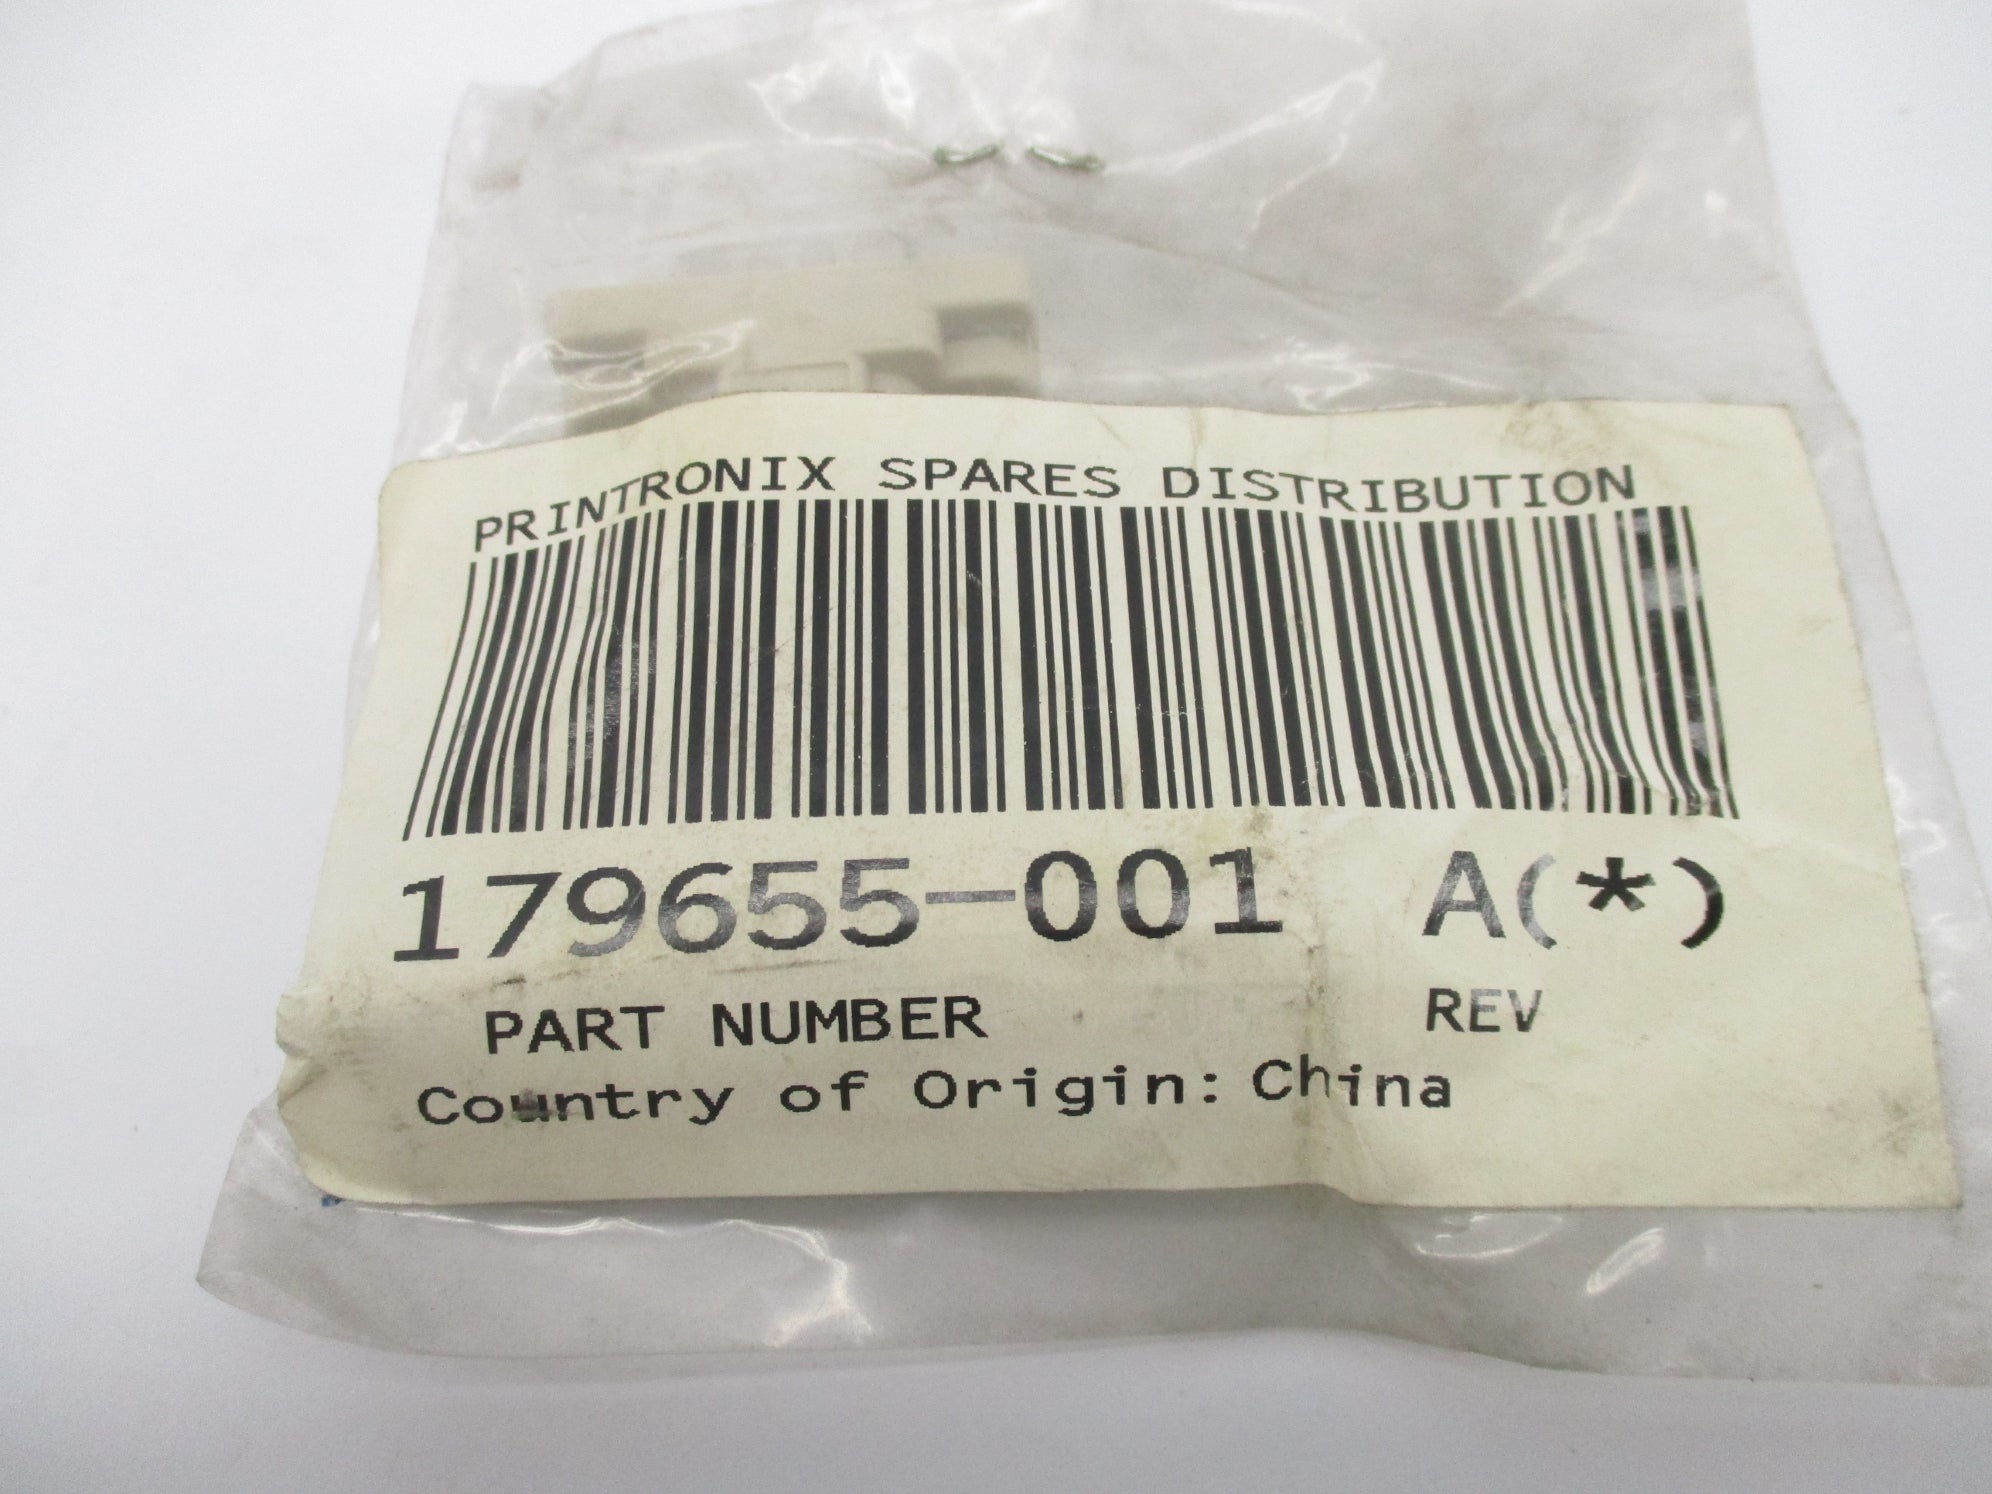 PRINTRONIX SPARES DISTRIBUTION
179655-001 A(*)
PART NUMBER REV
Country of Origin: China